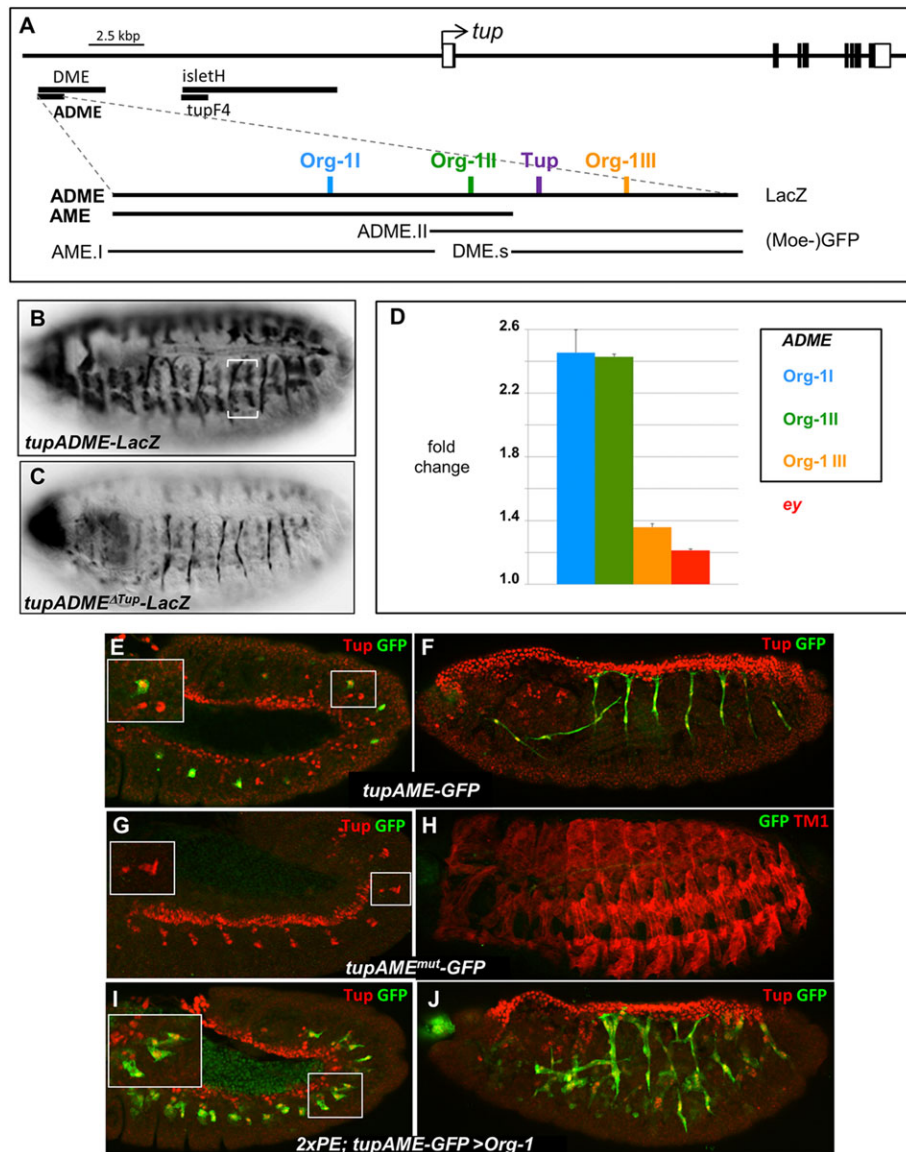 A
2.5 kbp
tup
DME
ADME
isletH
tupF4
Org-1I
Org-1II
Tup
Org-1III
ADME
LacZ
AME
ADME.II
(Moe-)GFP
AME.I
DME.s
B
tupADME-LacZ
C
tupADMEΔTup-LacZ
D
2.6
2.2
1.8
1.4
1.0
fold
change
ADME
Org-1I
Org-1II
Org-1 III
ey
E
Tup GFP
F
Tup GFP
tupAME-GFP
G
Tup GFP
H
GFP TM1
tupAMEmut-GFP
I
Tup GFP
J
Tup GFP
2xPE; tupAME-GFP >Org-1